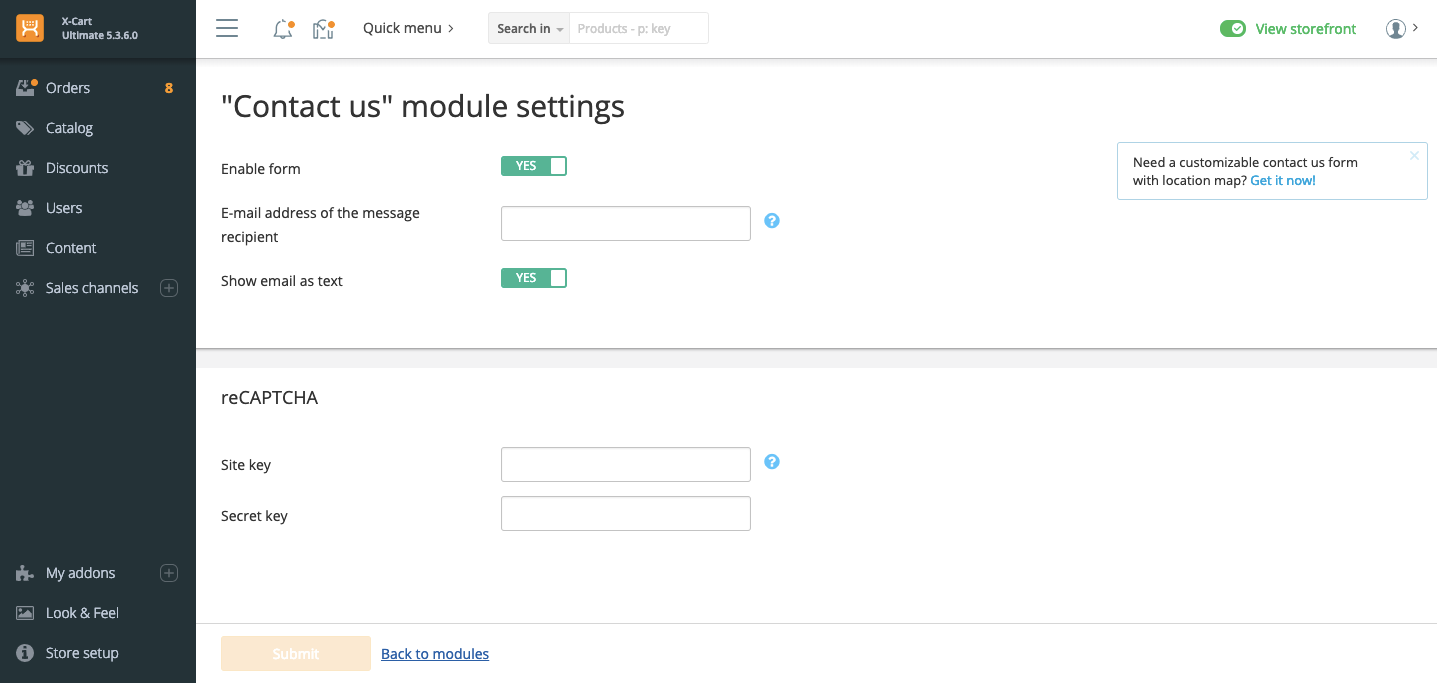 X-Cart
Ultimate 5.3.6.0
Quick menu
Search in
Products - p: key
View storefront
Orders 8
Catalog
Discounts
Users
Content
Sales channels
My addons
Look & Feel
Store setup
"Contact us" module settings
Enable form YES
Need a customizable contact us form
with location map? Get it now!
E-mail address of the message
recipient
?
Show email as text YES
reCAPTCHA
Site key
?
Secret key
Submit Back to modules